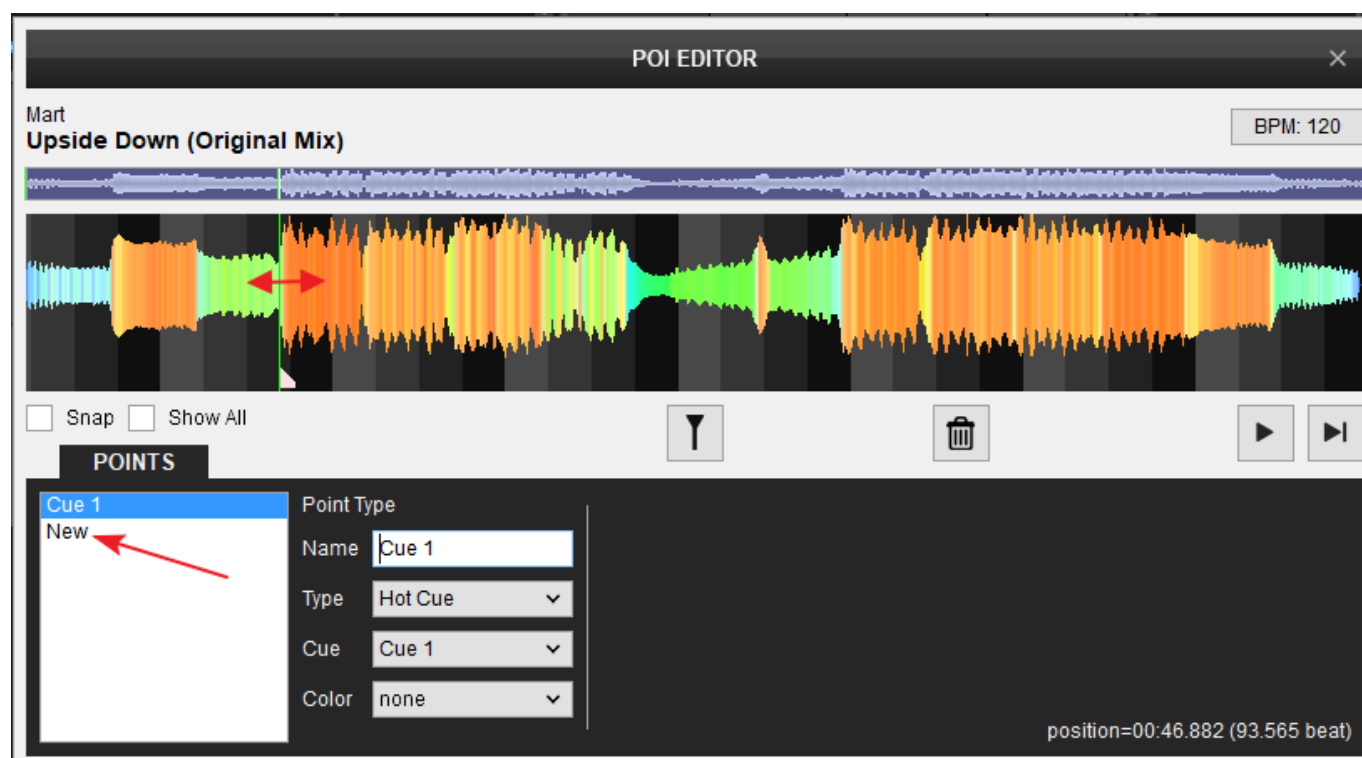 POI EDITOR
Mart
Upside Down (Original Mix)
BPM: 120
Snap
Show All
POINTS
Cue 1
New
Point Type
Name
Cue 1
Type
Hot Cue
Cue
Cue 1
Color
none
position=00:46.882 (93.565 beat)